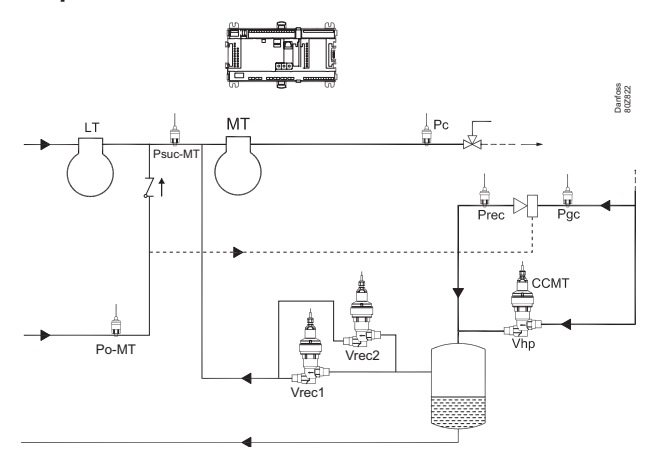 Danfoss
80Z822
LT
Psuc-MT
MT
Pc
Prec
Pgc
CCMT
Vhp
Po-MT
Vrec2
Vrec1